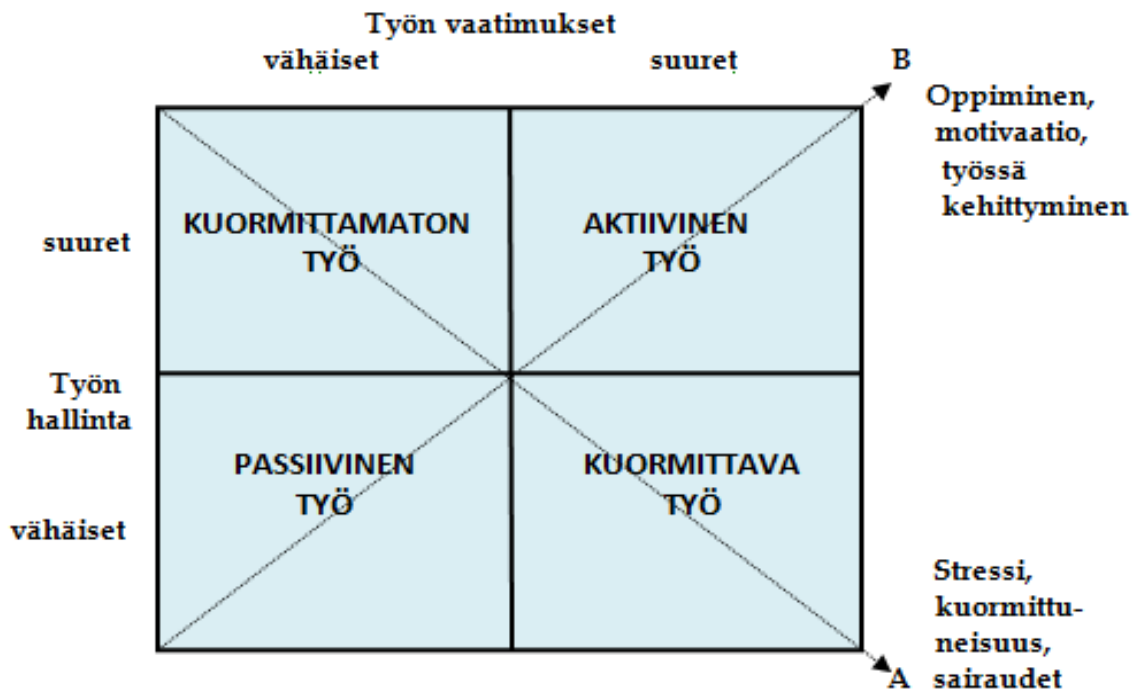 Työn vaatimukset
vähäiset suuret B
Oppiminen,
motivaatio,
työssä
kehittyminen
suuret
KUORMITTAMATON
TYÖ
AKTIIVINEN
TYÖ
Työn
hallinta
vähäiset
PASSIIVINEN
TYÖ
KUORMITTAVA
TYÖ
Stressi,
kuormittu-
neisuus,
A sairaudet